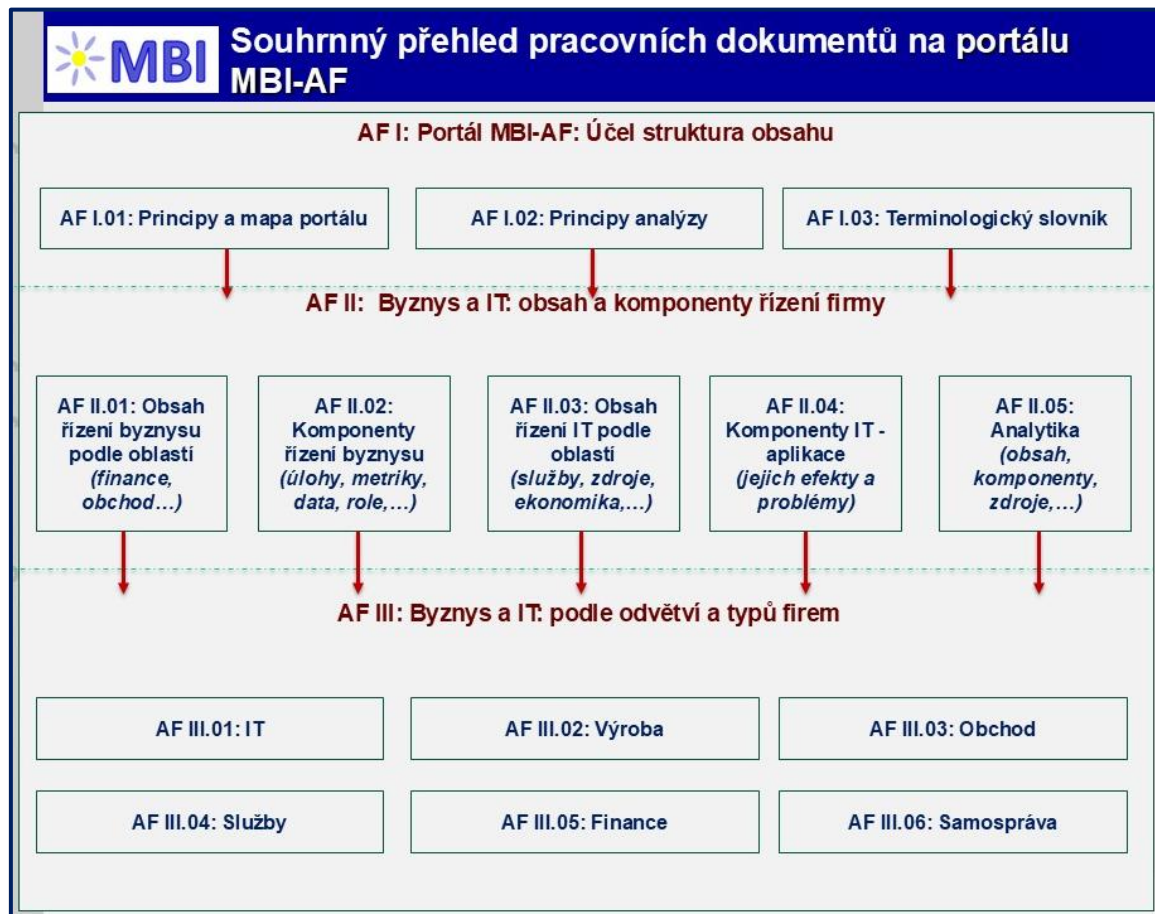 MBI
Souhrnný přehled pracovních dokumentů na portálu
MBI-AF
AF I: Portál MBI-AF: Účel struktura obsahu
AF I.01: Principy a mapa portálu
AF I.02: Principy analýzy
AF I.03: Terminologický slovník
AF II:  Byznys a IT: obsah a komponenty řízení firmy
AF II.01: Obsah
řízení byznysu
podle oblastí
(finance,
obchod…)
AF II.02:
Komponenty
řízení byznysu
(úlohy, metriky,
data, role,…)
AF II.03: Obsah
řízení IT podle
oblastí
(služby, zdroje,
ekonomika,…)
AF II.04:
Komponenty IT -
aplikace
(jejich efekty a
problémy)
AF II.05:
Analytika
(obsah,
komponenty,
zdroje,…)
AF III: Byznys a IT: podle odvětví a typů firem
AF III.01: IT
AF III.02: Výroba
AF III.03: Obchod
AF III.04: Služby
AF III.05: Finance
AF III.06: Samospráva